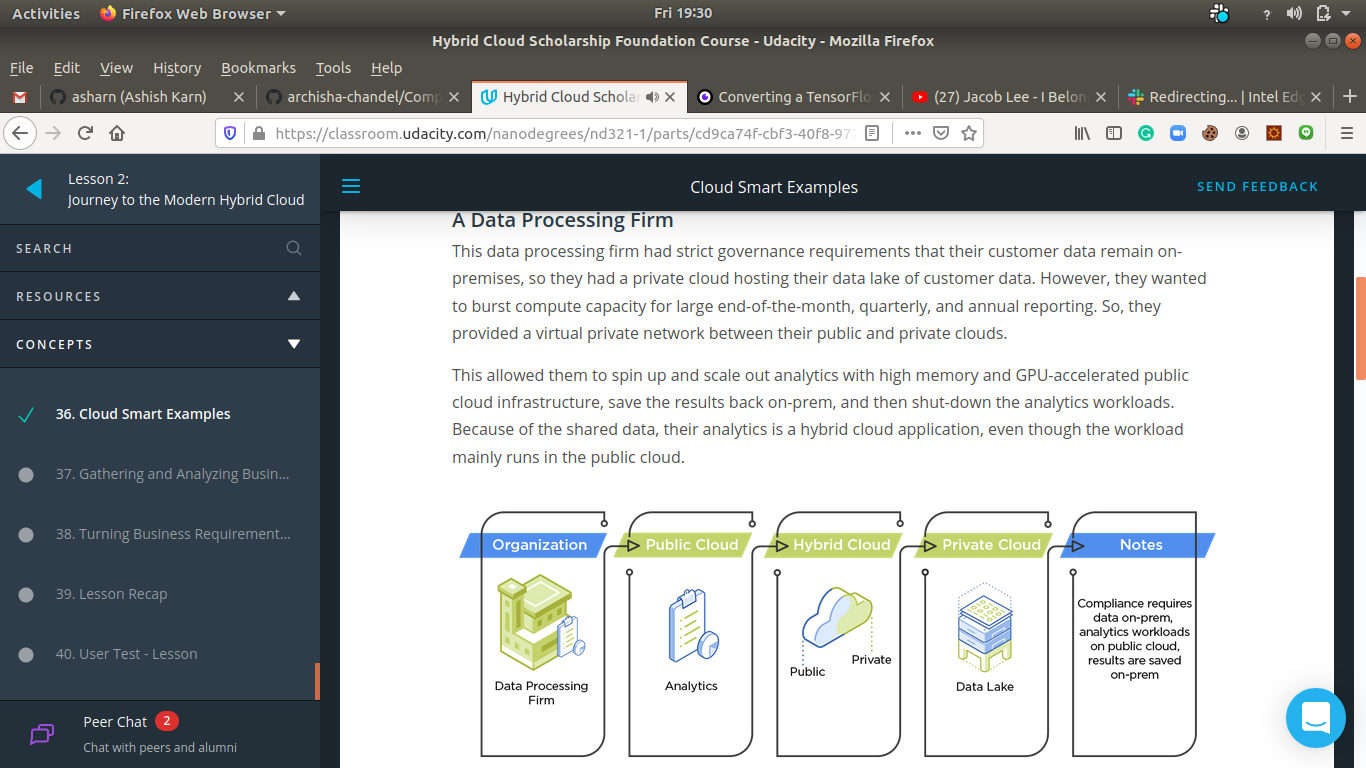 Activities
Firefox Web Browser
Fri 19:30
?
Hybrid Cloud Scholarship Foundation Course - Udacity - Mozilla Firefox
File Edit View History Bookmarks Tools Help
asharn (Ashish Karn)
archisha-chandel/Comp
Hybrid Cloud Schola
Converting a TensorFlo
(27) Jacob Lee - I Belon
Redirecting... | Intel Edg
https://classroom.udacity.com/nanodegrees/nd321-1/parts/cd9ca74f-cbf3-40f8-97
Lesson 2:
Journey to the Modern Hybrid Cloud
SEARCH
RESOURCES
CONCEPTS
36. Cloud Smart Examples
37. Gathering and Analyzing Busin...
38. Turning Business Requirement...
39. Lesson Recap
40. User Test - Lesson
Peer Chat 2
Chat with peers and alumni
Cloud Smart Examples
SEND FEEDBACK
A Data Processing Firm
This data processing firm had strict governance requirements that their customer data remain on-
premises, so they had a private cloud hosting their data lake of customer data. However, they wanted
to burst compute capacity for large end-of-the-month, quarterly, and annual reporting. So, they
provided a virtual private network between their public and private clouds.
This allowed them to spin up and scale out analytics with high memory and GPU-accelerated public
cloud infrastructure, save the results back on-prem, and then shut-down the analytics workloads.
Because of the shared data, their analytics is a hybrid cloud application, even though the workload
mainly runs in the public cloud.
Organization
Data Processing
Firm
Public Cloud
Analytics
Hybrid Cloud
Public
Private
Private Cloud
Data Lake
Notes
Compliance requires
data on-prem,
analytics workloads
on public cloud,
results are saved
on-prem